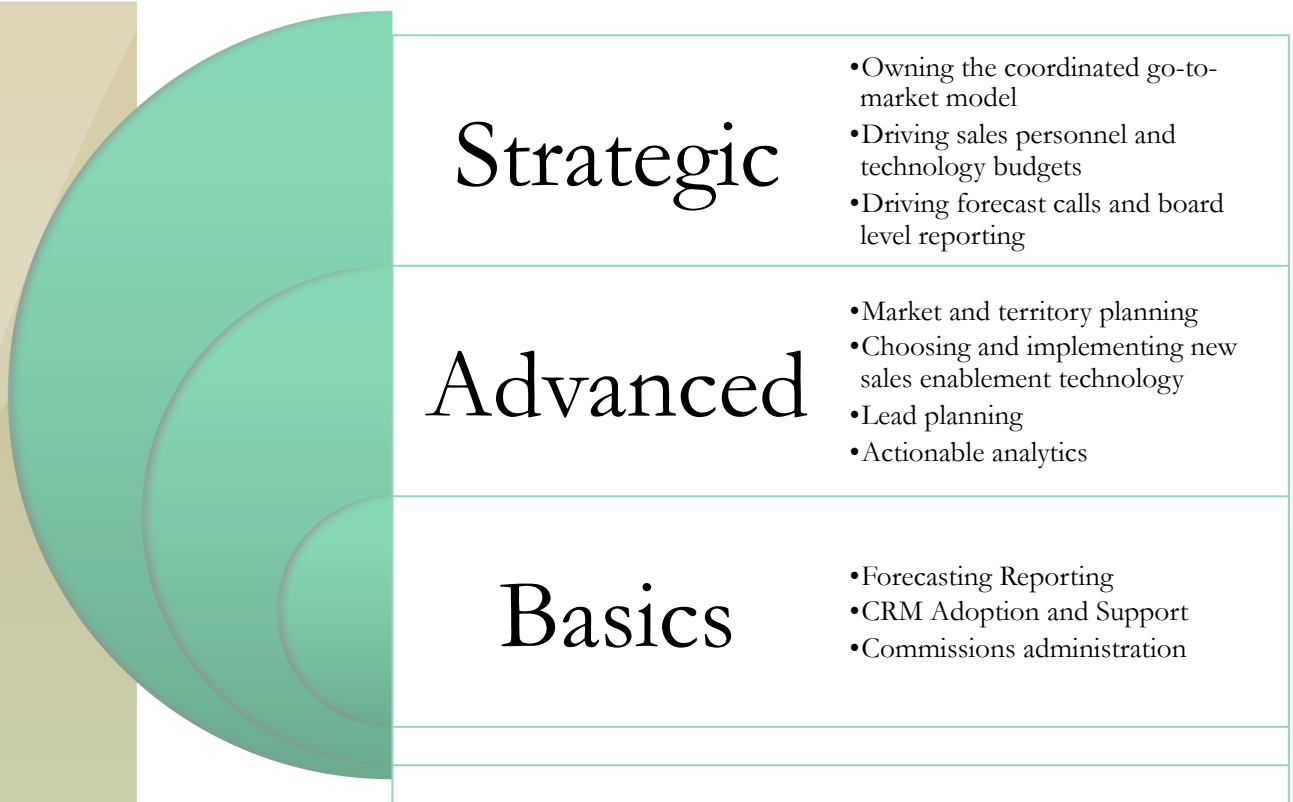 Strategic
•Owning the coordinated go-to-
market model
•Driving sales personnel and
technology budgets
•Driving forecast calls and board
level reporting
Advanced
•Market and territory planning
•Choosing and implementing new
sales enablement technology
•Lead planning
•Actionable analytics
Basics
•Forecasting Reporting
•CRM Adoption and Support
•Commissions administration